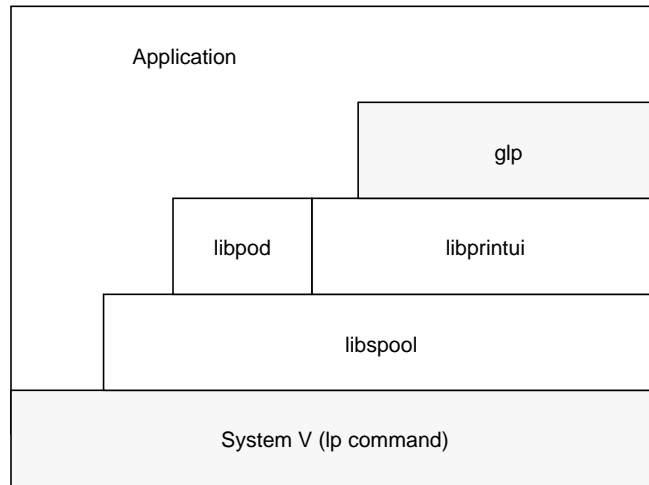 Application
glp
libpod
libprintui
libspool
System V (lp command)